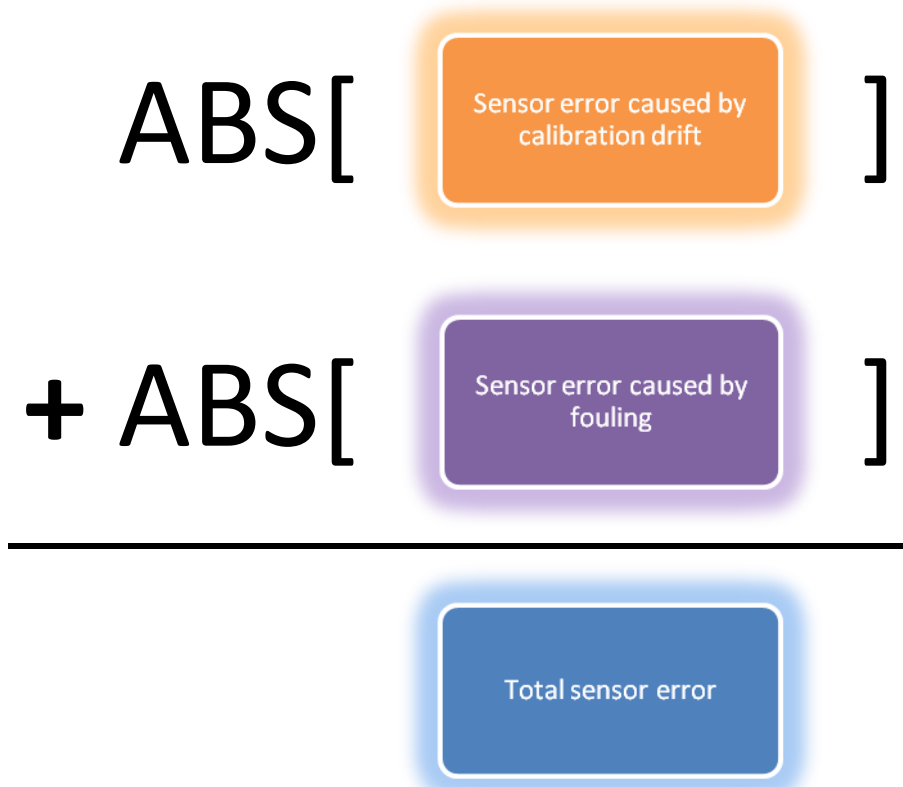 ABS[ Sensor error caused by
calibration drift ]
+ ABS[ Sensor error caused by
fouling ]
Total sensor error